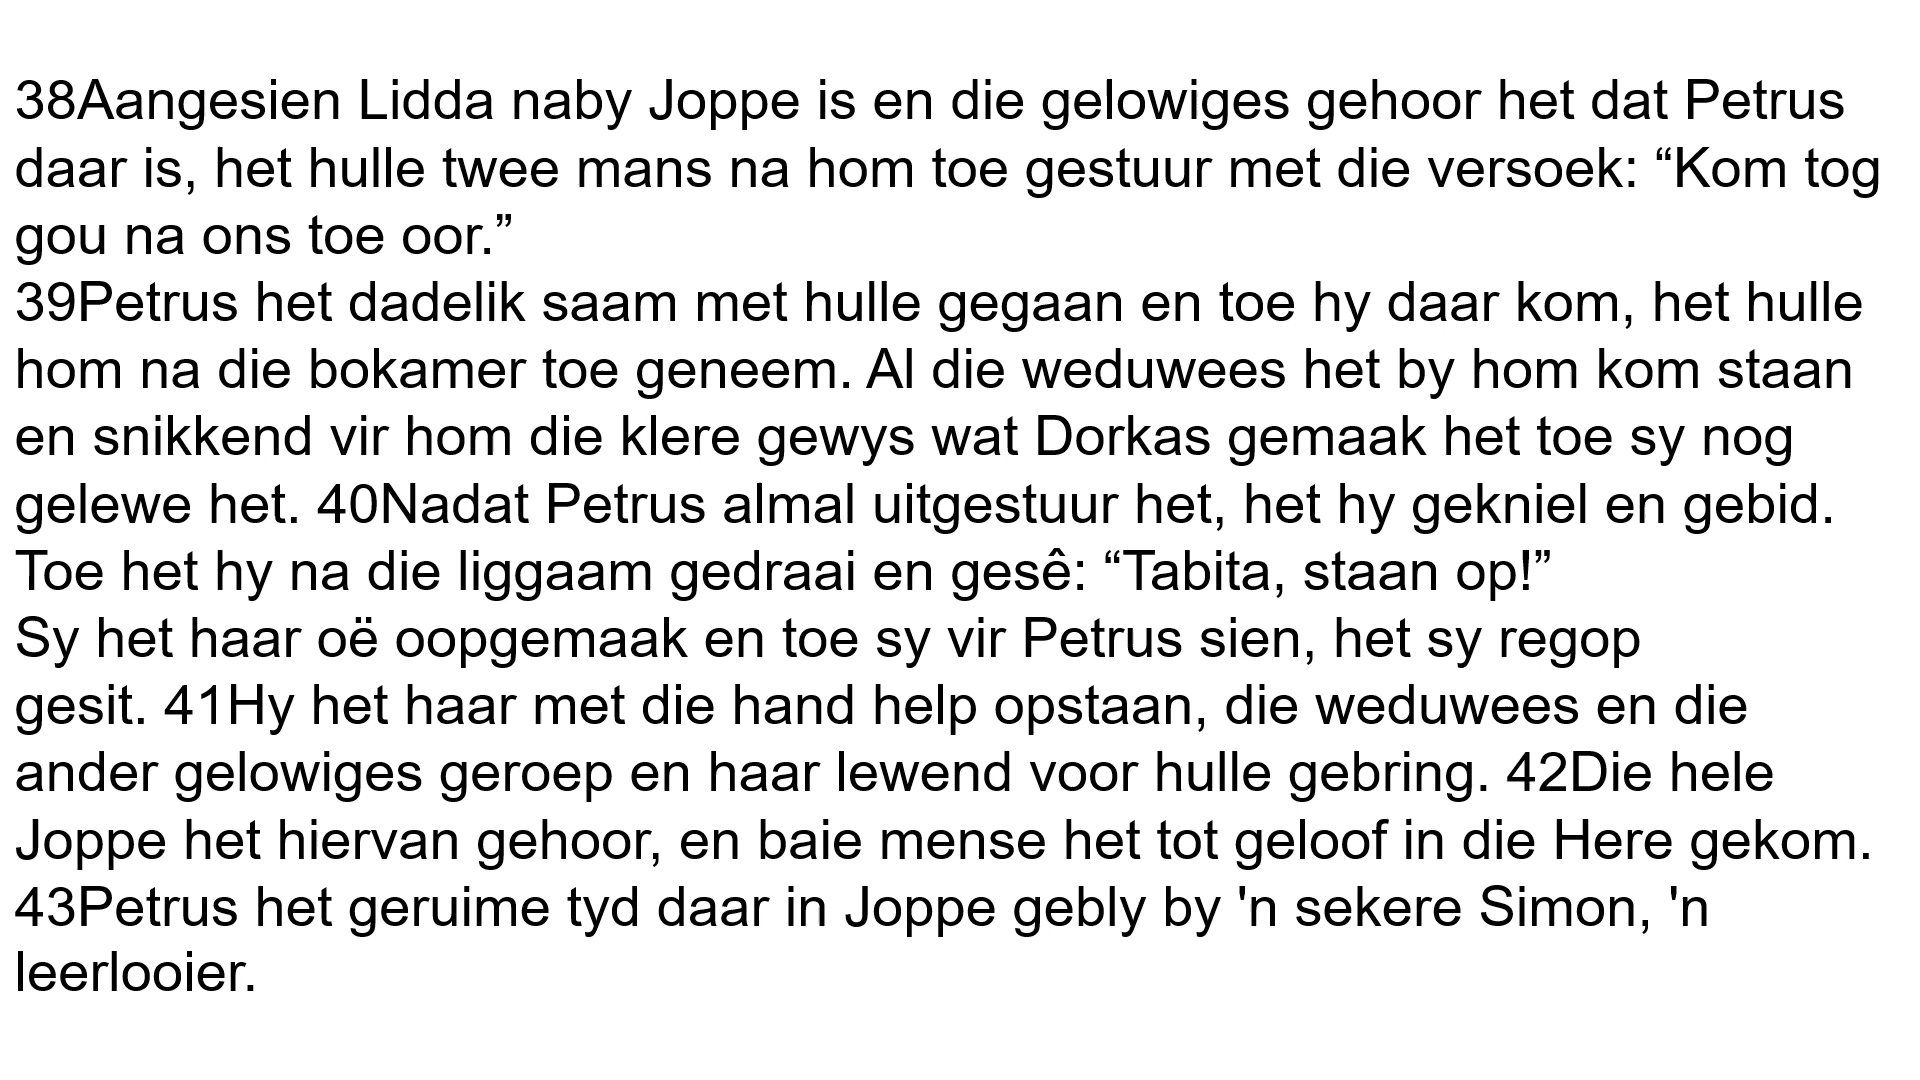 38Aangesien Lidda naby Joppe is en die gelowiges gehoor het dat Petrus
daar is, het hulle twee mans na hom toe gestuur met die versoek: “Kom tog
gou na ons toe oor.”
39Petrus het dadelik saam met hulle gegaan en toe hy daar kom, het hulle
hom na die bokamer toe geneem. Al die weduwees het by hom kom staan
en snikkend vir hom die klere gewys wat Dorkas gemaak het toe sy nog
gelewe het. 40Nadat Petrus almal uitgestuur het, het hy gekniel en gebid.
Toe het hy na die liggaam gedraai en gesê: “Tabita, staan op!”
Sy het haar oë oopgemaak en toe sy vir Petrus sien, het sy regop
gesit. 41Hy het haar met die hand help opstaan, die weduwees en die
ander gelowiges geroep en haar lewend voor hulle gebring. 42Die hele
Joppe het hiervan gehoor, en baie mense het tot geloof in die Here gekom.
43Petrus het geruime tyd daar in Joppe gebly by 'n sekere Simon, 'n
leerlooier.